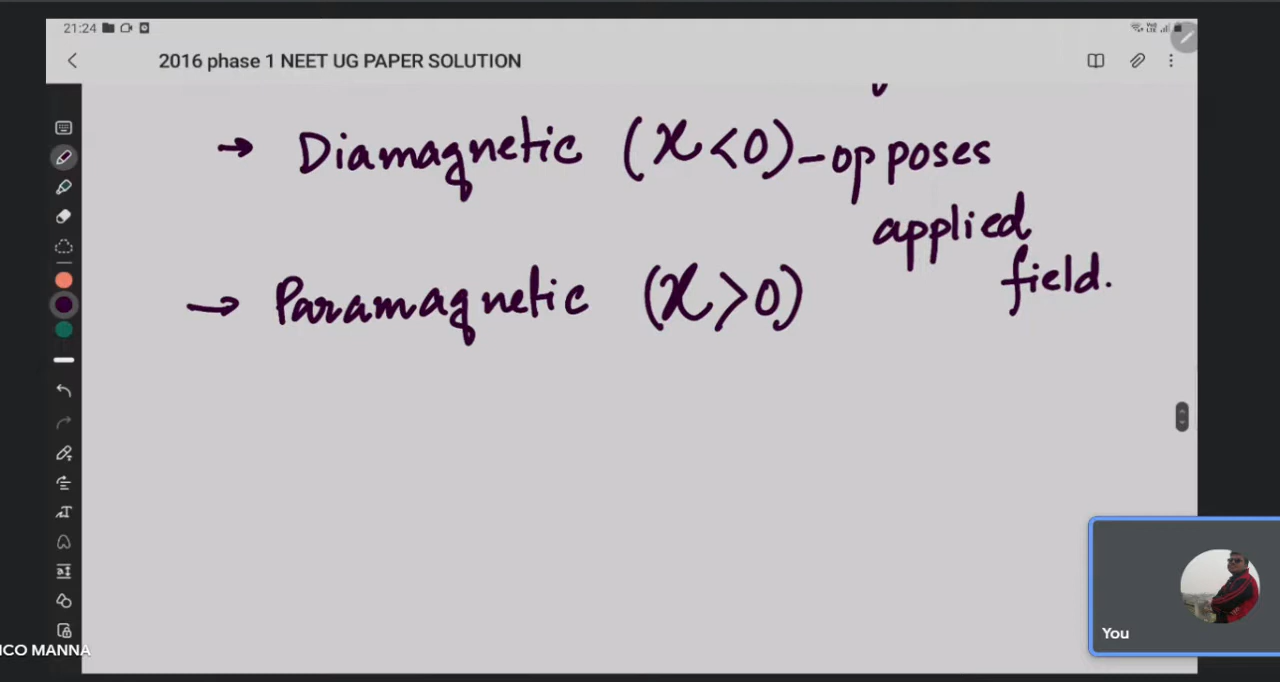 21:24
2016 phase 1 NEET UG PAPER SOLUTION
→ Diamagnetic (χ<0) - opposes
applied
field.
→ Paramagnetic (χ>0)
You
ICO MANNA